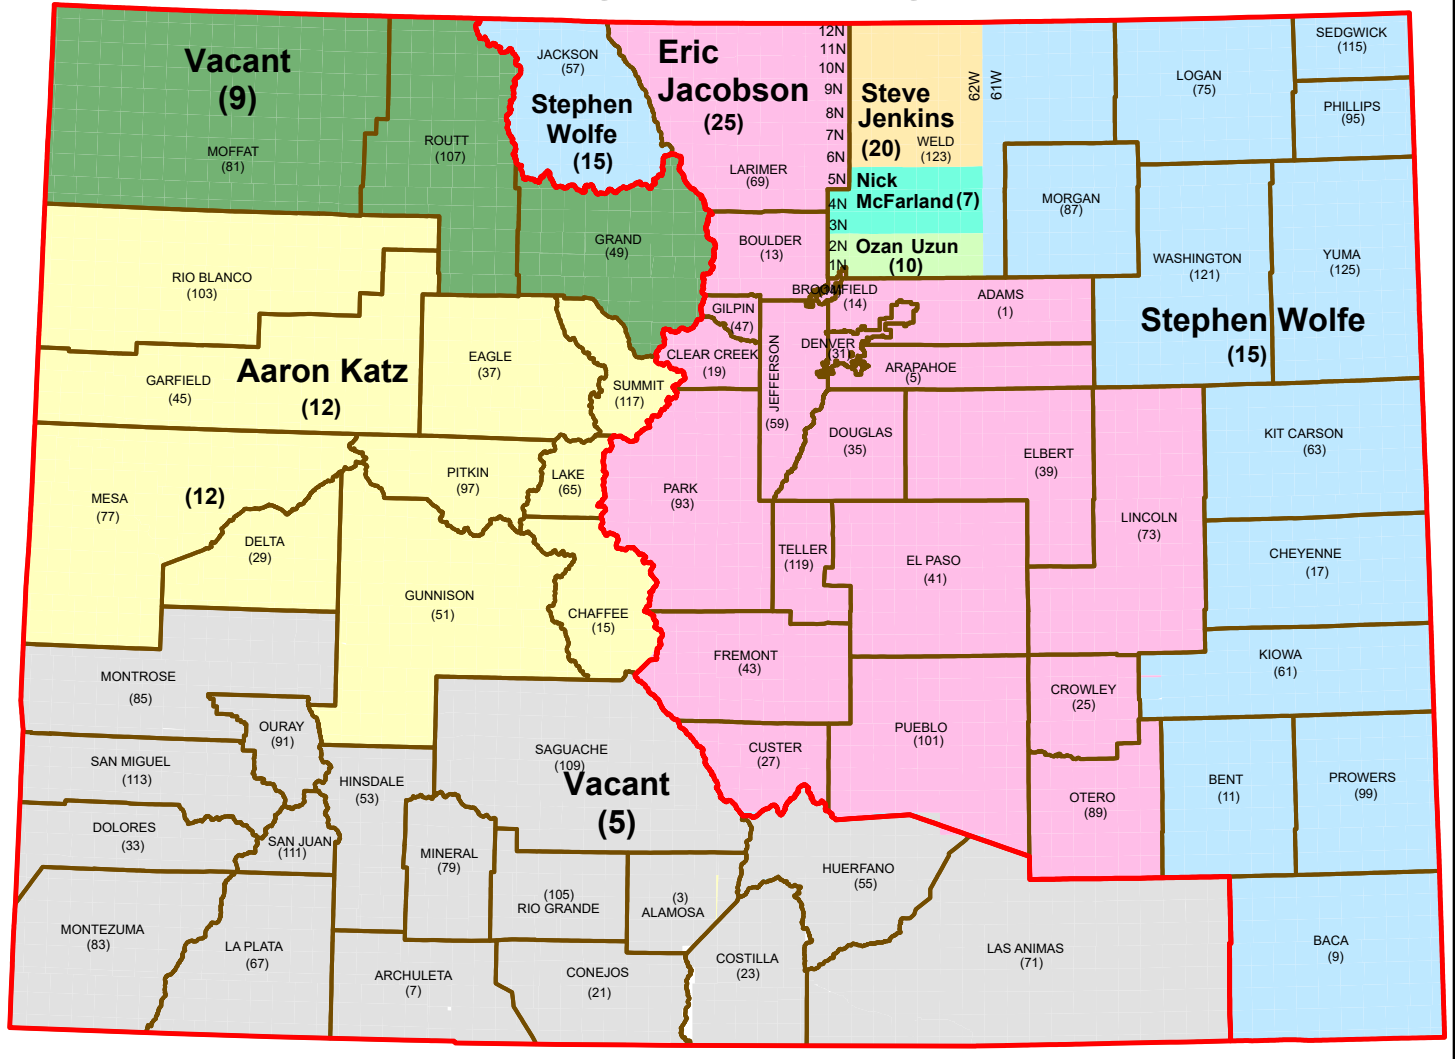 Vacant
(9)
MOFFAT
(81)
ROUTT
(107)
JACKSON
(57)
Stephen
Wolfe
(15)
Eric
Jacobson
(25)
LARIMER
(69)
12N
11N
10N
9N
8N
7N
6N
5N
4N
3N
2N
1N
62W
61W
Steve
Jenkins
(20)
WELD
(123)
Nick
McFarland (7)
Ozan Uzun
(10)
LOGAN
(75)
SEDGWICK
(115)
PHILLIPS
(95)
MORGAN
(87)
WASHINGTON
(121)
YUMA
(125)
Stephen Wolfe
(15)
GRAND
(49)
BOULDER
(13)
BROOMFIELD
(14)
ADAMS
(1)
GILPIN
(47)
CLEAR CREEK
(19)
JEFFERSON
(59)
DENVER
(31)
ARAPAHOE
(5)
RIO BLANCO
(103)
GARFIELD
(45)
Aaron Katz
(12)
EAGLE
(37)
SUMMIT
(117)
MESA
(77)
(12)
PITKIN
(97)
LAKE
(65)
DELTA
(29)
GUNNISON
(51)
CHAFFEE
(15)
PARK
(93)
DOUGLAS
(35)
ELBERT
(39)
LINCOLN
(73)
KIT CARSON
(63)
TELLER
(119)
EL PASO
(41)
CHEYENNE
(17)
FREMONT
(43)
KIOWA
(61)
CROWLEY
(25)
CUSTER
(27)
PUEBLO
(101)
OTERO
(89)
BENT
(11)
PROWERS
(99)
MONTROSE
(85)
OURAY
(91)
SAN MIGUEL
(113)
HINSDALE
(53)
SAGUACHE
(109)
Vacant
(5)
DOLORES
(33)
SAN JUAN
(111)
MINERAL
(79)
(105)
RIO GRANDE
(3)
ALAMOSA
HUERFANO
(55)
MONTEZUMA
(83)
LA PLATA
(67)
ARCHULETA
(7)
CONEJOS
(21)
COSTILLA
(23)
LAS ANIMAS
(71)
BACA
(9)